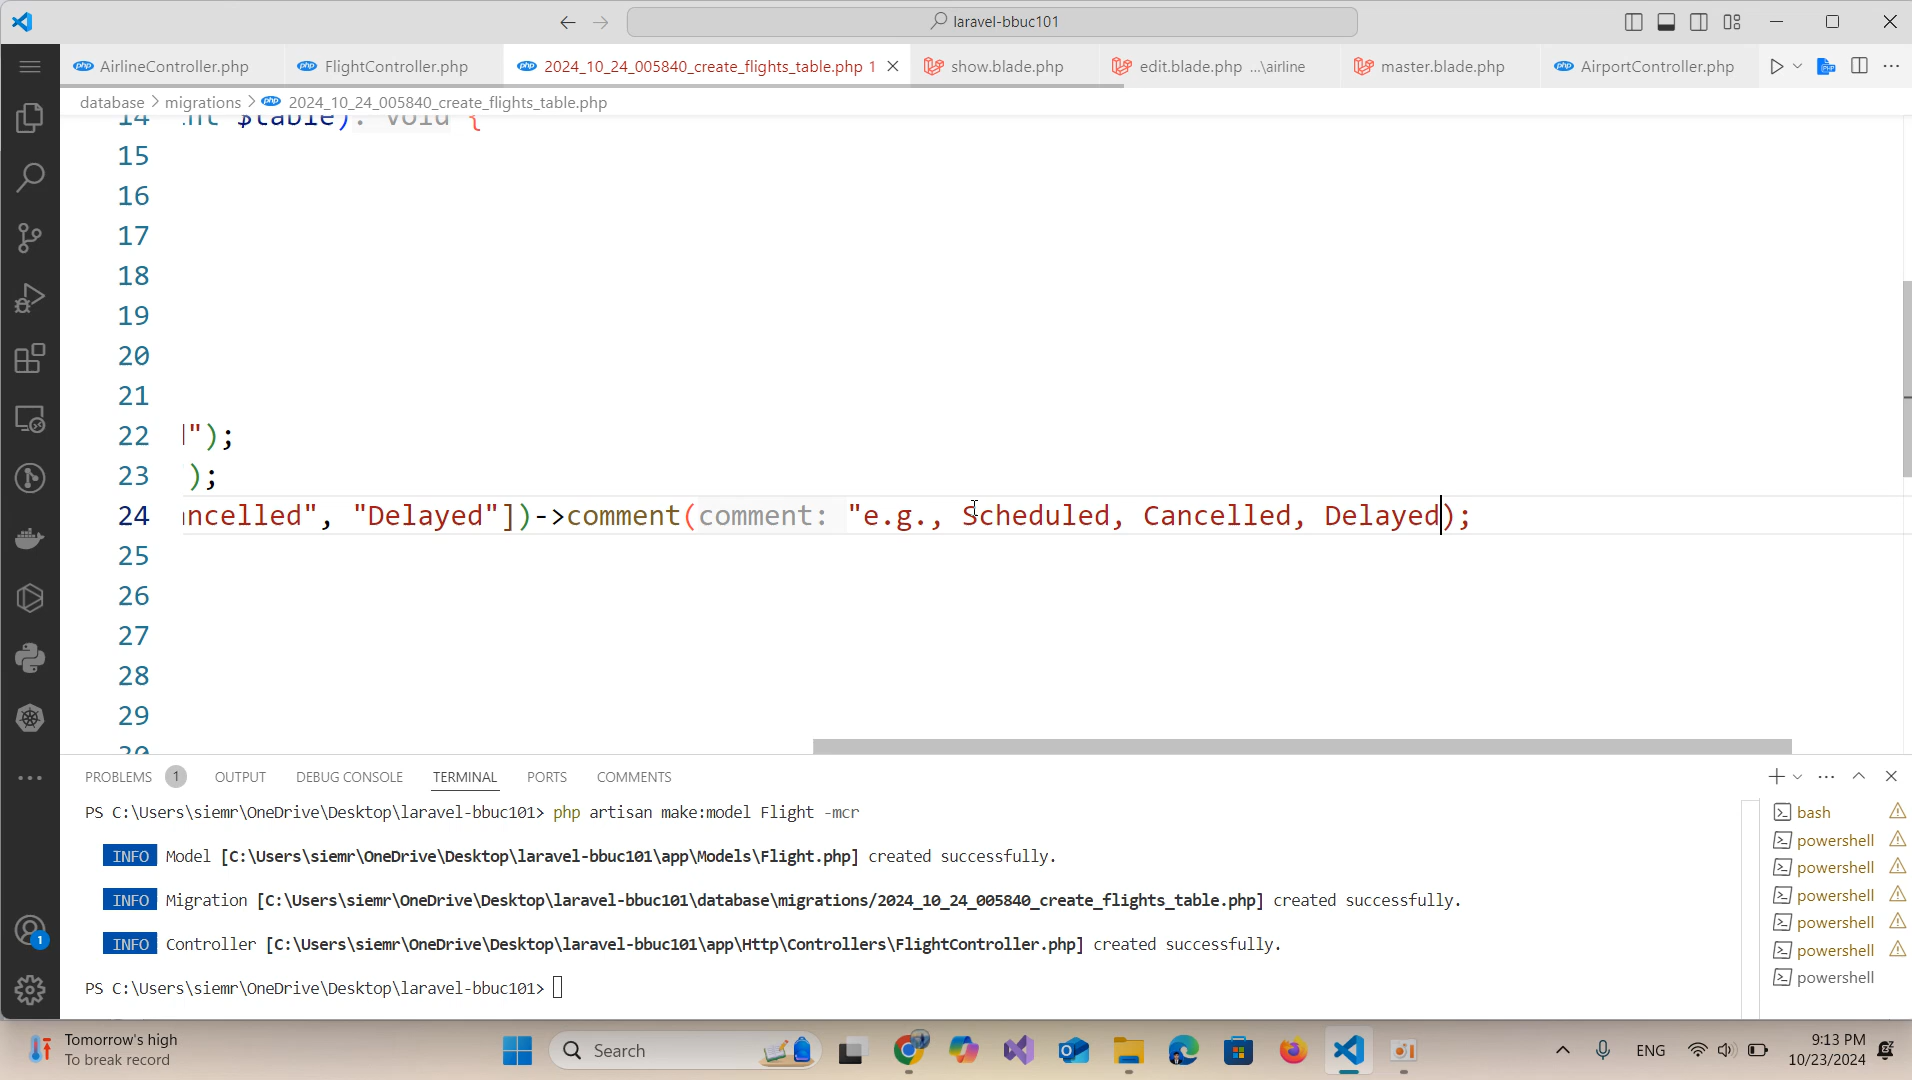 laravel-bbuc101
AirlineController.php
FlightController.php
2024_10_24_005840_create_flights_table.php 1
show.blade.php
edit.blade.php ...\airline
master.blade.php
AirportController.php
database > migrations > 2024_10_24_005840_create_flights_table.php
14 int $table): void {
15
16
17
18
19
20
21
22 ");
23 );
24 ncelled", "Delayed"])->comment(comment: "e.g., Scheduled, Cancelled, Delayed);
25
26
27
28
29
30
PROBLEMS 1 OUTPUT DEBUG CONSOLE TERMINAL PORTS COMMENTS
PS C:\Users\siemr\OneDrive\Desktop\laravel-bbuc101> php artisan make:model Flight -mcr
INFO Model [C:\Users\siemr\OneDrive\Desktop\laravel-bbuc101\app\Models\Flight.php] created successfully.
INFO Migration [C:\Users\siemr\OneDrive\Desktop\laravel-bbuc101\database\migrations/2024_10_24_005840_create_flights_table.php] created successfully.
INFO Controller [C:\Users\siemr\OneDrive\Desktop\laravel-bbuc101\app\Http\Controllers\FlightController.php] created successfully.
PS C:\Users\siemr\OneDrive\Desktop\laravel-bbuc101>
bash
powershell
powershell
powershell
powershell
powershell
powershell
1
Tomorrow's high
To break record
Search
ENG
9:13 PM
10/23/2024